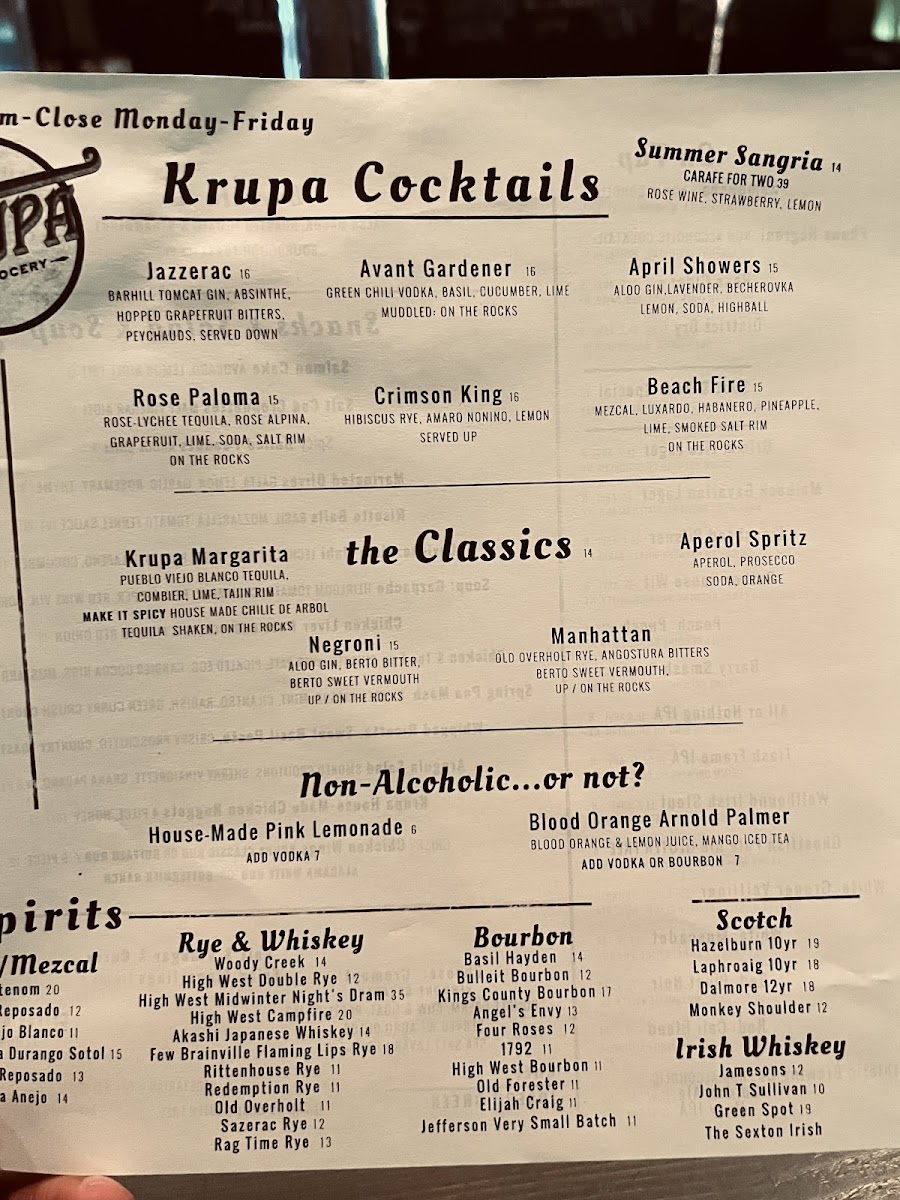 m-Close Monday-Friday
UPA
OCERY
Krupa Cocktails
Summer Sangria 14
CARAFE FOR TWO 39
ROSE WINE, STRAWBERRY, LEMON
Jazzerac 16
BARHILL TOMCAT GIN, ABSINTHE,
HOPPED GRAPEFRUIT BITTERS,
PEYCHAUDS, SERVED DOWN
Avant Gardener 16
GREEN CHILI VODKA, BASIL, CUCUMBER, LIME
MUDDLED: ON THE ROCKS
April Showers 15
ALOO GIN,LAVENDER, BECHEROVKA
LEMON, SODA, HIGHBALL
Rose Paloma 15
ROSE-LYCHEE TEQUILA, ROSE ALPINA,
GRAPEFRUIT, LIME, SODA, SALT RIM
ON THE ROCKS
Crimson King 16
HIBISCUS RYE, AMARO NONINO, LEMON
SERVED UP
Beach Fire 15
MEZCAL, LUXARDO, HABANERO, PINEAPPLE,
LIME, SMOKED SALT RIM
ON THE ROCKS
the Classics 14
Krupa Margarita
PUEBLO VIEJO BLANCO TEQUILA,
COMBIER, LIME, TAJIN RIM
MAKE IT SPICY HOUSE MADE CHILIE DE ARBOL
TEQUILA SHAKEN, ON THE ROCKS
Aperol Spritz
APEROL, PROSECCO
SODA, ORANGE
Negroni 15
ALOO GIN, BERTO BITTER,
BERTO SWEET VERMOUTH
UP / ON THE ROCKS
Manhattan
OLD OVERHOLT RYE, ANGOSTURA BITTERS
BERTO SWEET VERMOUTH,
UP / ON THE ROCKS
Non-Alcoholic...or not?
House-Made Pink Lemonade 6
ADD VODKA 7
Blood Orange Arnold Palmer
BLOOD ORANGE & LEMON JUICE, MANGO ICED TEA
ADD VODKA OR BOURBON 7
pirits
/Mezcal
tenom 20
Reposado 12
jo Blanco 11
a Durango Sotol 15
Reposado 13
a Anejo 14
Rye & Whiskey
Woody Creek 14
High West Double Rye 12
High West Midwinter Night's Dram 35
High West Campfire 20
Akashi Japanese Whiskey 14
Few Brainville Flaming Lips Rye 18
Rittenhouse Rye 11
Redemption Rye 11
Old Overholt 11
Sazerac Rye 12
Rag Time Rye 13
Bourbon
Basil Hayden 14
Bulleit Bourbon 12
Kings County Bourbon 17
Angel's Envy 13
Four Roses 12
1792 11
High West Bourbon 11
Old Forester 11
Elijah Craig 11
Jefferson Very Small Batch 11
Scotch
Hazelburn 10yr 19
Laphroaig 10yr 18
Dalmore 12yr 18
Monkey Shoulder 12
Irish Whiskey
Jamesons 12
John T Sullivan 10
Green Spot 19
The Sexton Irish